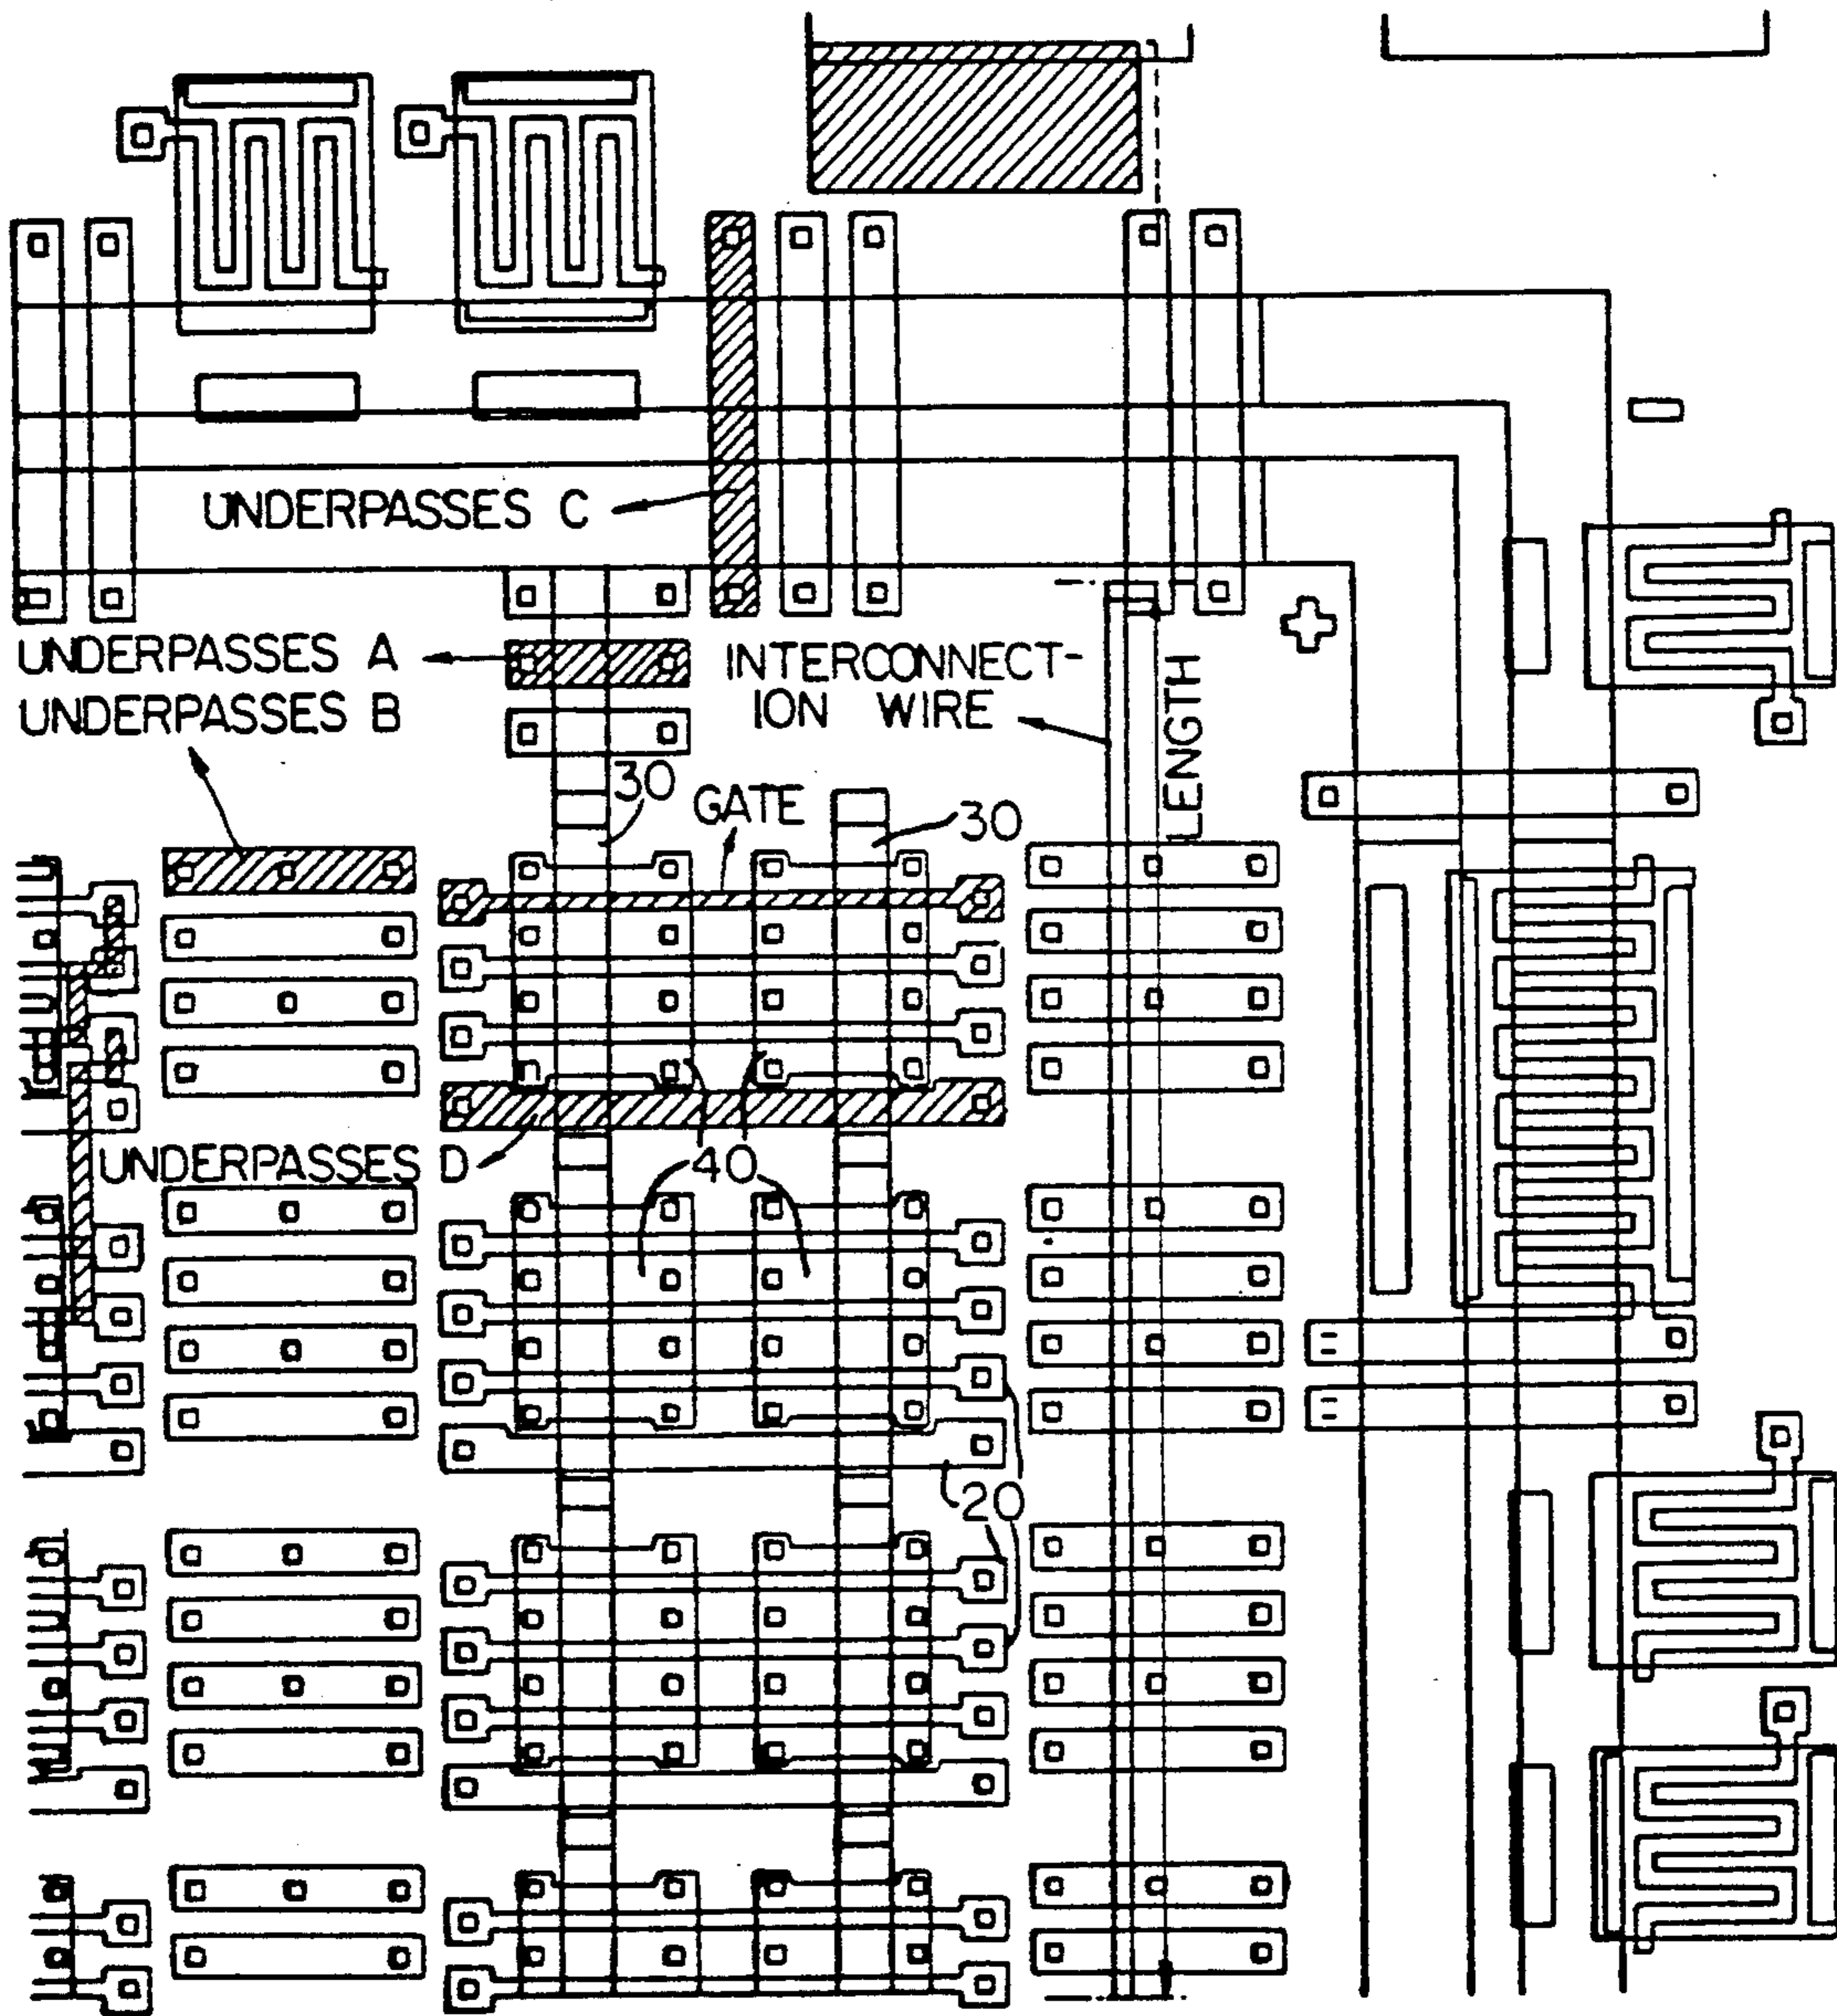 UNDERPASSES C
UNDERPASSES A
UNDERPASSES B
INTERCONNECT-
ION WIRE
LENGTH
30
GATE
30
UNDERPASSES D
40
20